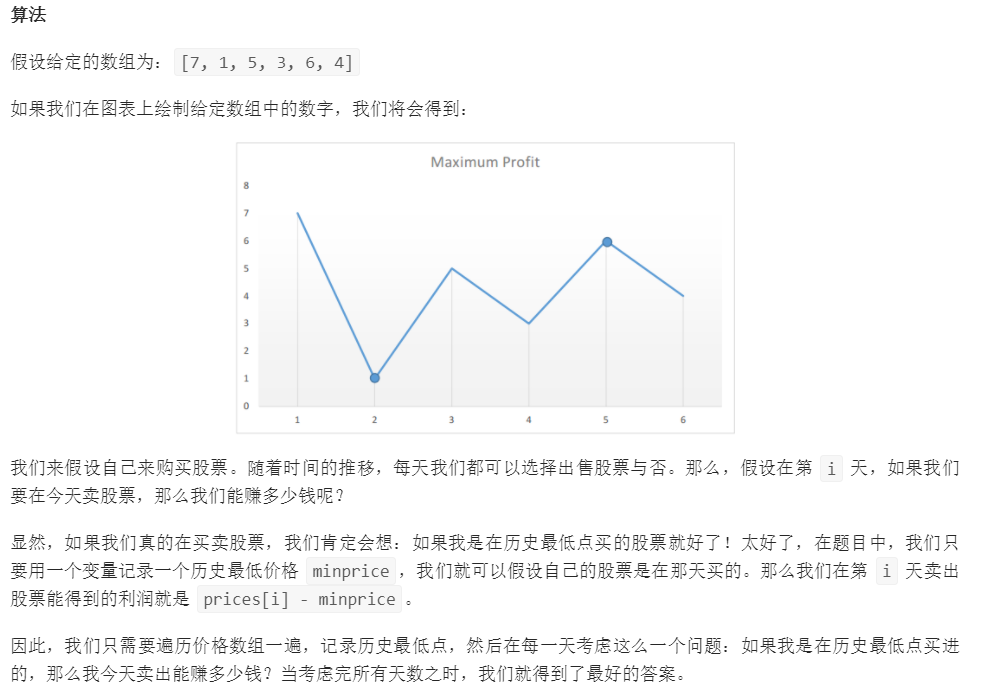 算法
假设给定的数组为：[7, 1, 5, 3, 6, 4]
如果我们在图表上绘制给定数组中的数字，我们将会得到：
Maximum Profit
8
7
6
5
4
3
2
1
0
1 2 3 4 5 6
我们来假设自己来购买股票。随着时间的推移，每天我们都可以选择出售股票与否。那么，假设在第 i 天，如果我们
要在今天卖股票，那么我们能赚多少钱呢？
显然，如果我们真的在买卖股票，我们肯定会想：如果我是在历史最低点买的股票就好了！太好了，在题目中，我们只
要用一个变量记录一个历史最低价格 minprice，我们就可以假设自己的股票是在那天买的。那么我们在第 i 天卖出
股票能得到的利润就是 prices[i] - minprice。
因此，我们只需要遍历价格数组一遍，记录历史最低点，然后在每一天考虑这么一个问题：如果我是在历史最低点买进
的，那么我今天卖出能赚多少钱？当考虑完所有天数之时，我们就得到了最好的答案。